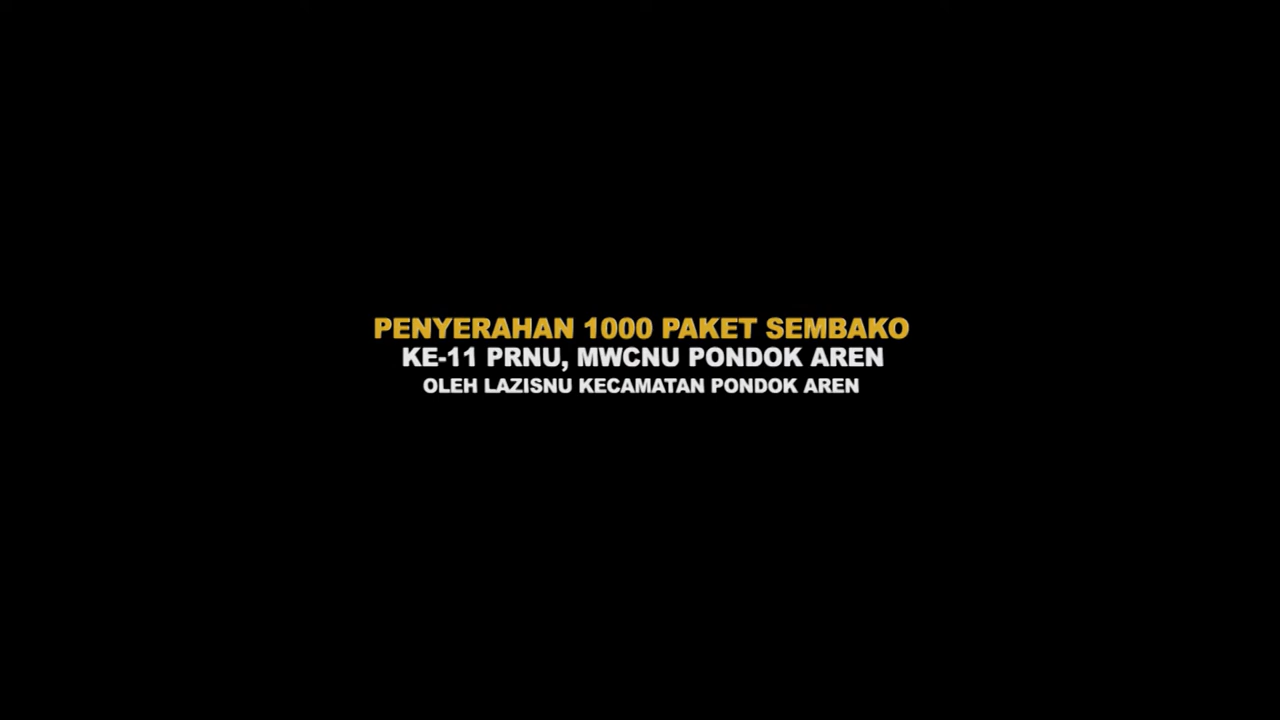 PENYERAHAN 1000 PAKET SEMBAKO
KE-11 PRNU, MWCNU PONDOK AREN
OLEH LAZISNU KECAMATAN PONDOK AREN